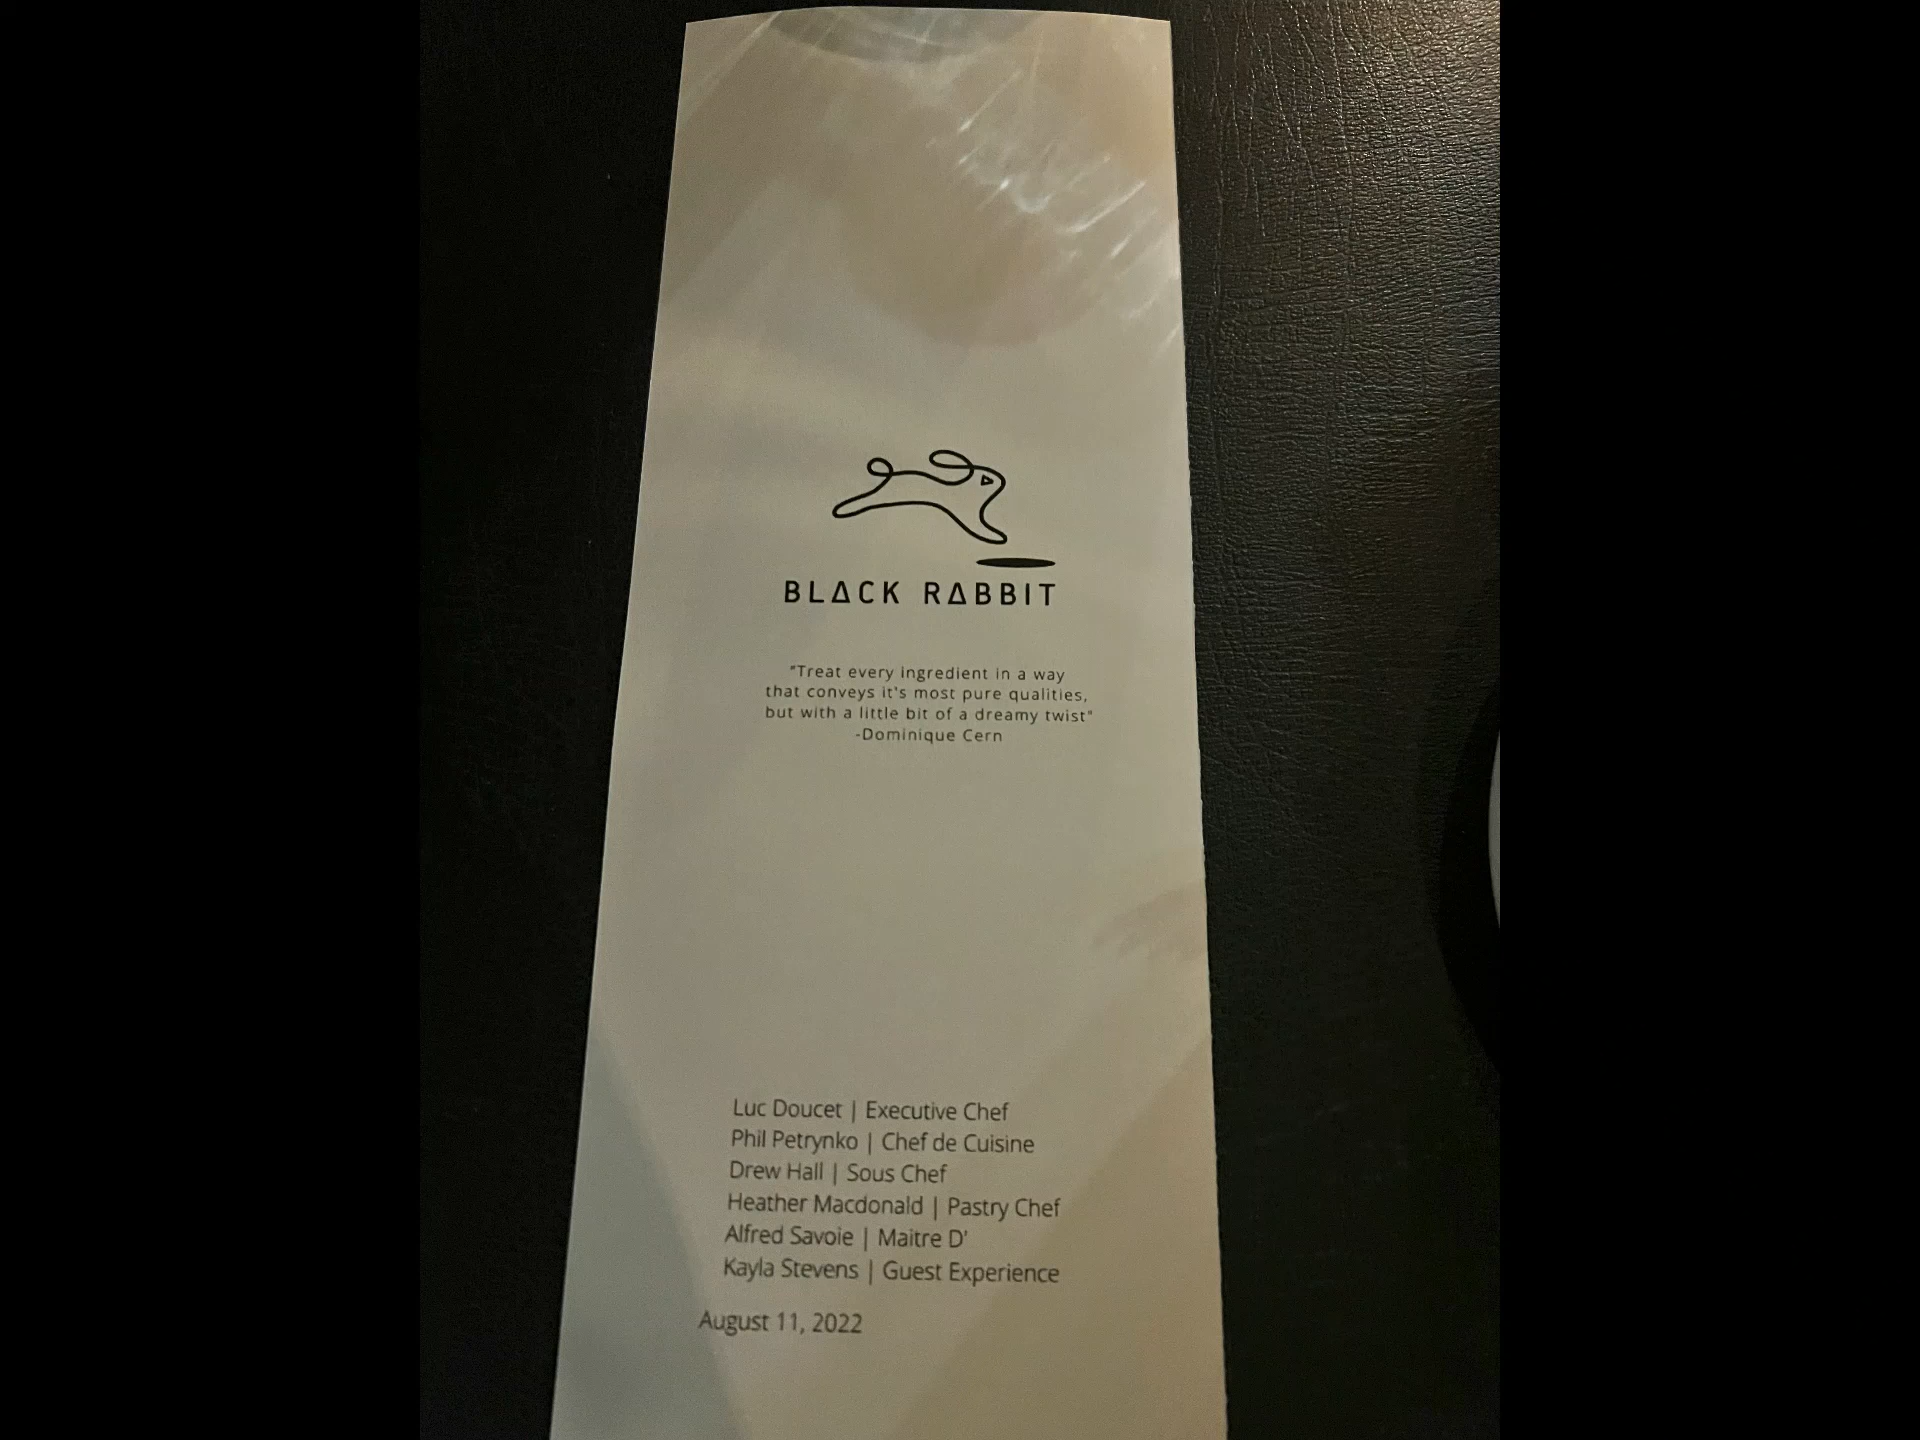 BLACK RABBIT
"Treat every ingredient in a way
that conveys it's most pure qualities,
but with a little bit of a dreamy twist"
-Dominique Cern
Luc Doucet | Executive Chef
Phil Petrynko | Chef de Cuisine
Drew Hall | Sous Chef
Heather Macdonald | Pastry Chef
Alfred Savoie | Maitre D'
Kayla Stevens | Guest Experience
August 11, 2022